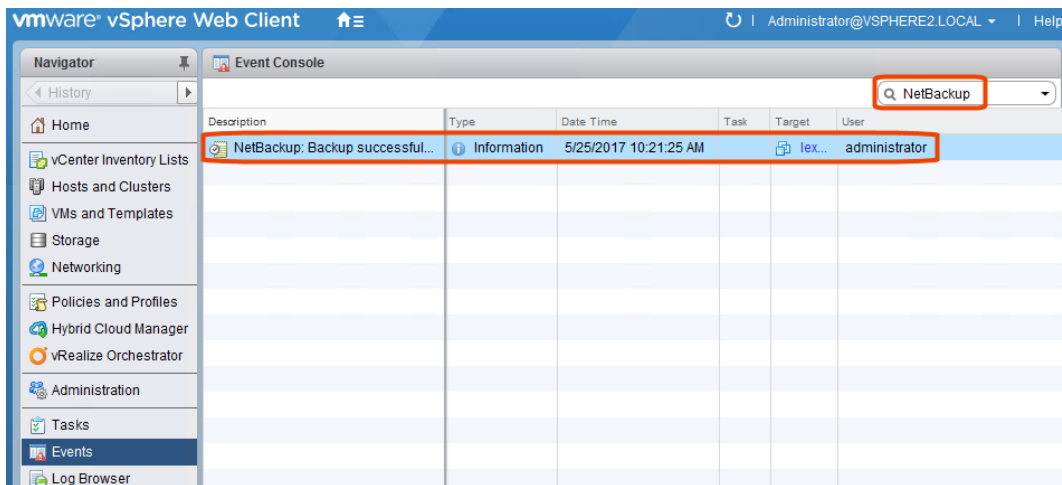 vmware® vSphere Web Client
Administrator@VSPHERE2.LOCAL
Help
Navigator
Event Console
History
NetBackup
Home
Description Type Date Time Task Target User
NetBackup: Backup successful... Information 5/25/2017 10:21:25 AM lex... administrator
vCenter Inventory Lists
Hosts and Clusters
VMs and Templates
Storage
Networking
Policies and Profiles
Hybrid Cloud Manager
vRealize Orchestrator
Administration
Tasks
Events
Log Browser